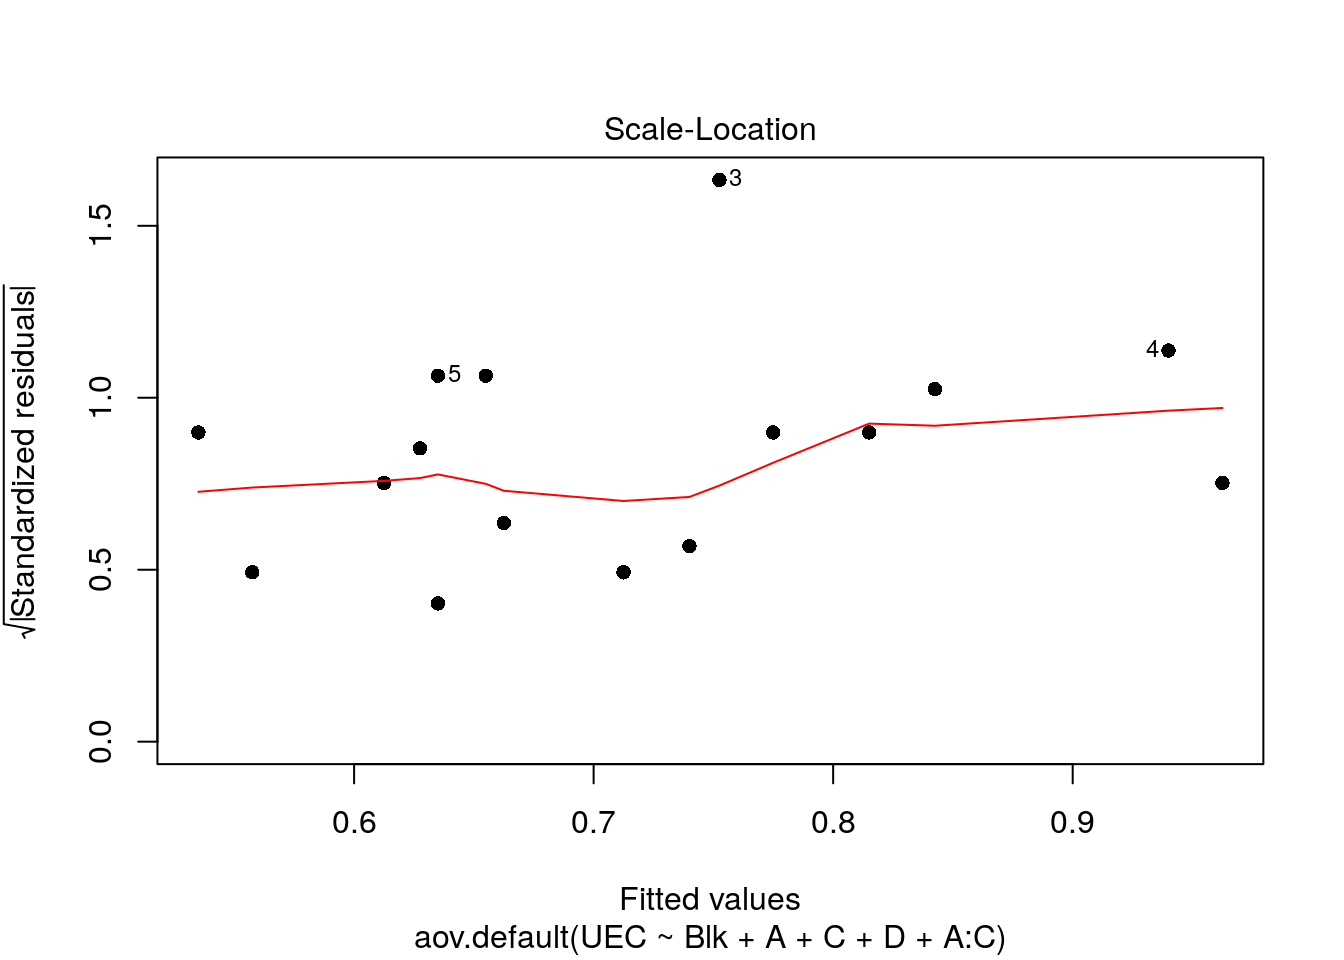 Scale-Location
√|Standardized residuals|
1.5
1.0
0.5
0.0
3
4
5
0.6 0.7 0.8 0.9
Fitted values
aov.default(UEC ~ Blk + A + C + D + A:C)